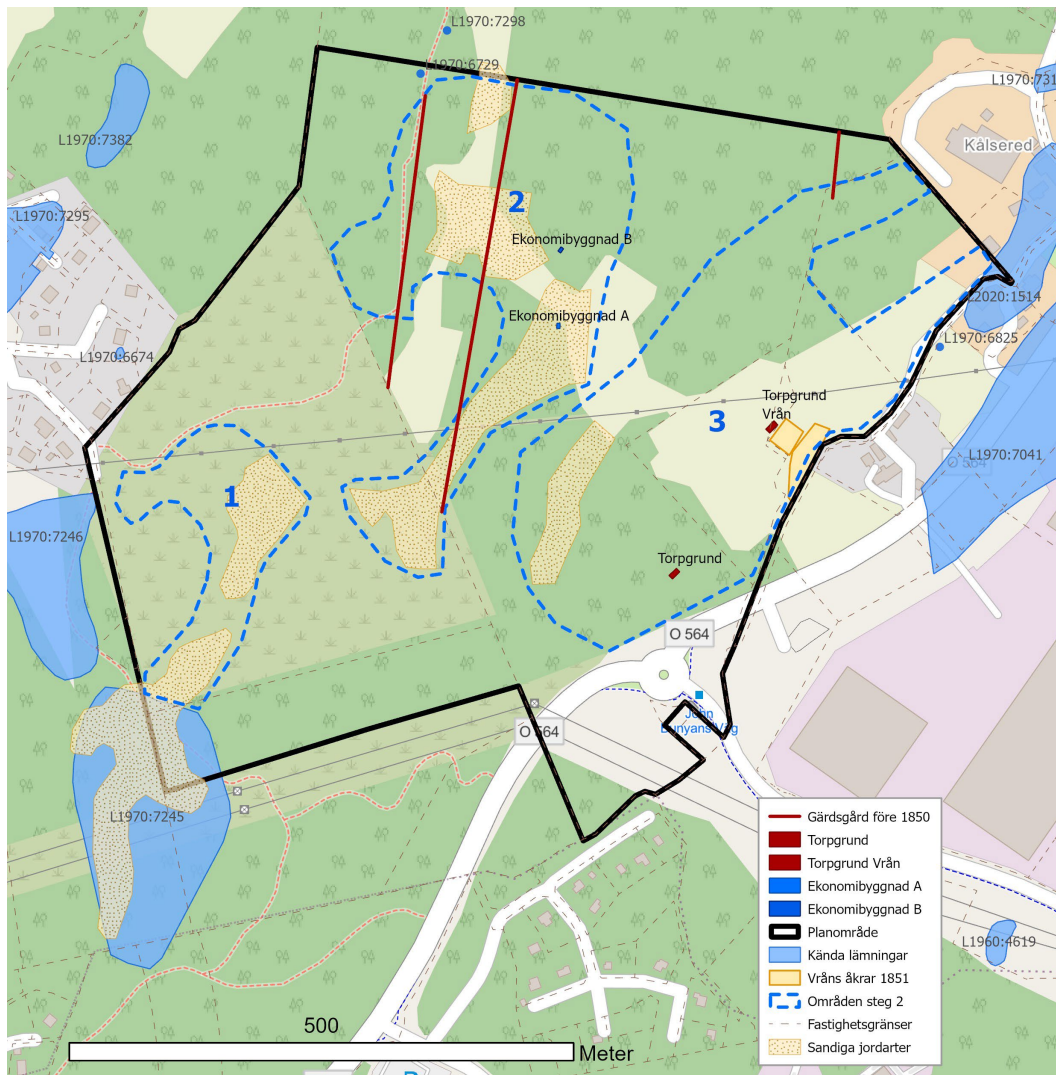 L1970:7298
L1970:6729
L1970:731
L1970:7382
Kålsered
L1970:7295
2
Ekonomibyggnad B
L2020:1514
Ekonomibyggnad A
L1970:6825
L1970:6674
Torpgrund
Vrån
3
L1970:7041
O 564
1
L1970:7246
Torpgrund
O 564
John
Bunyans Väg
O 564
L1970:7245
Gärdsgård före 1850
Torpgrund
Torpgrund Vrån
Ekonomibyggnad A
Ekonomibyggnad B
Planområde
Kända lämningar
Vråns åkrar 1851
Områden steg 2
Fastighetsgränser
Sandiga jordarter
L1960:4619
500
Meter